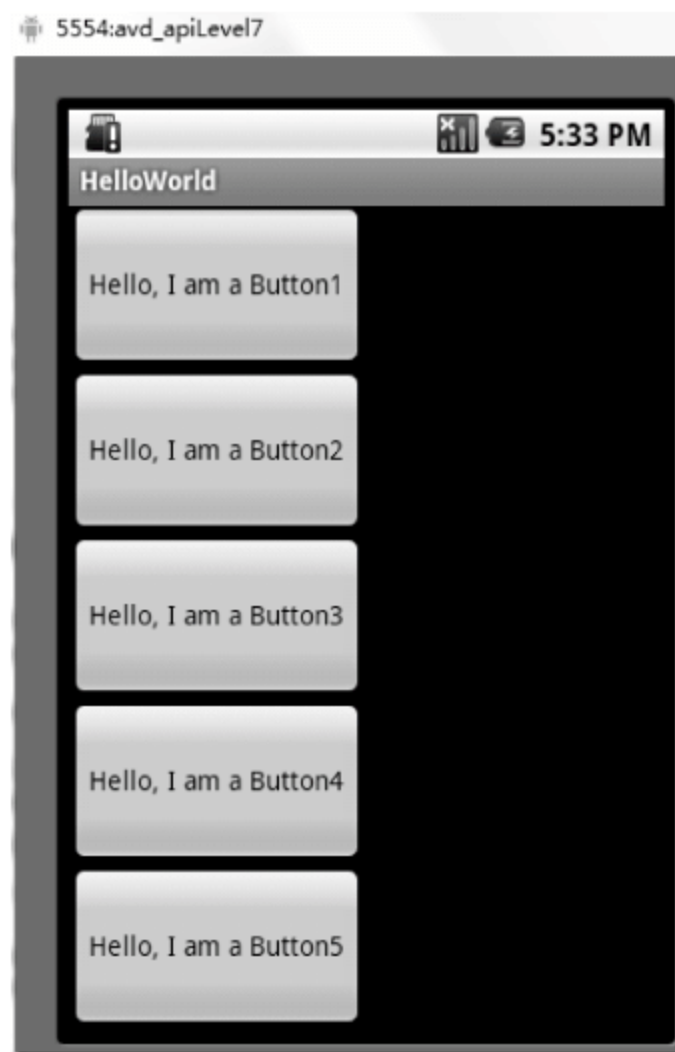 5554:avd_apiLevel7
5:33 PM
HelloWorld
Hello, I am a Button1
Hello, I am a Button2
Hello, I am a Button3
Hello, I am a Button4
Hello, I am a Button5